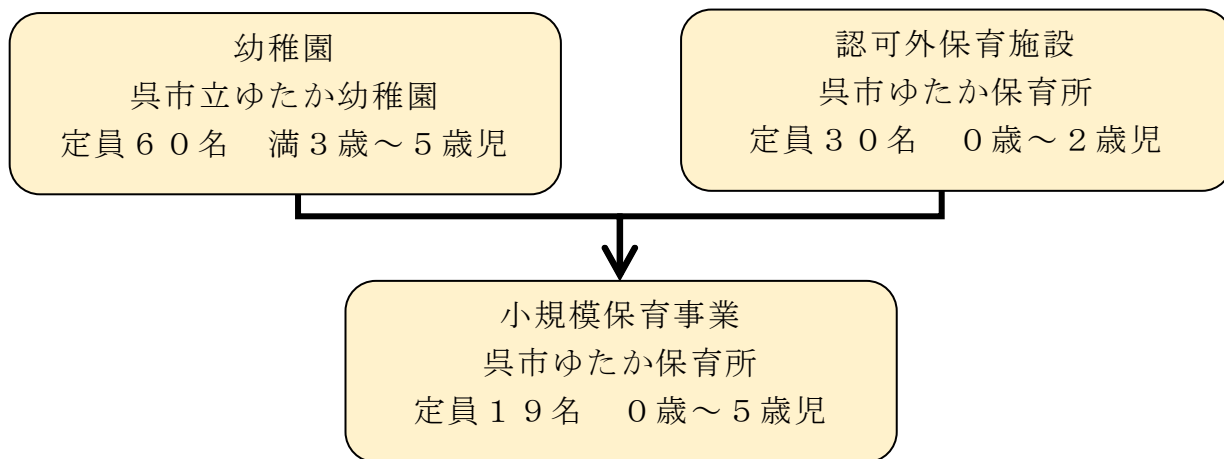 幼稚園
呉市立ゆたか幼稚園
定員６０名　満３歳～５歳児
認可外保育施設
呉市ゆたか保育所
定員３０名　０歳～２歳児
小規模保育事業
呉市ゆたか保育所
定員１９名　０歳～５歳児